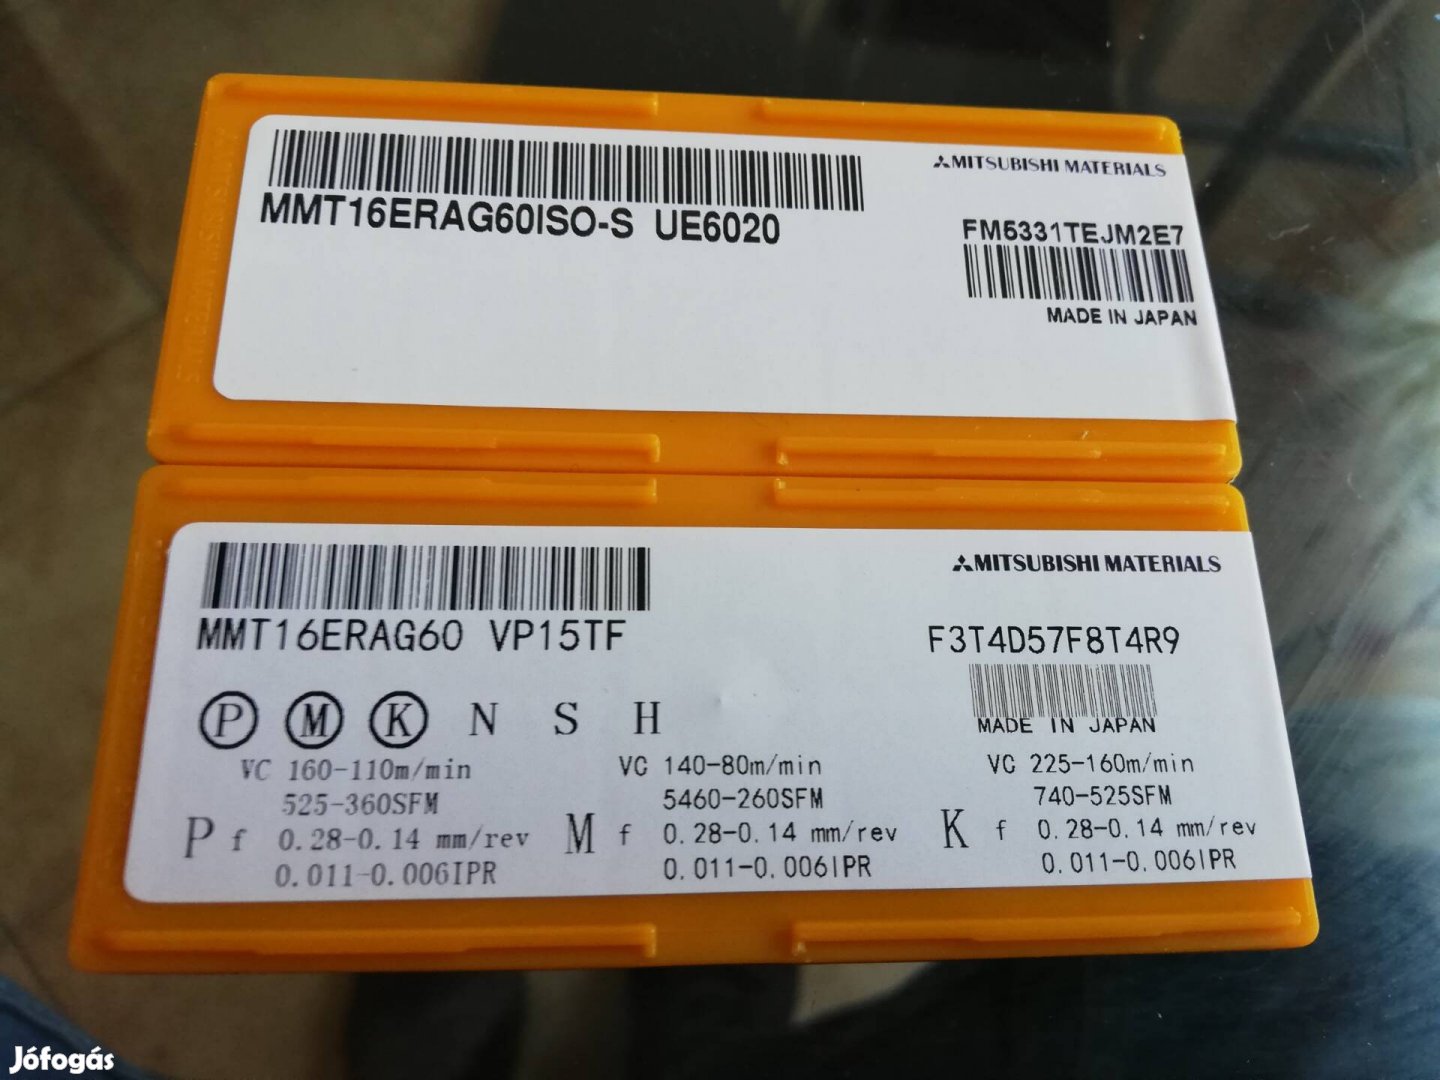 MITSUBISHI MATERIALS
MMT16ERAG60ISO-S UE6020
FM5331TEJM2E7
MADE IN JAPAN
MITSUBISHI MATERIALS
MMT16ERAG60 VP15TF
F3T4D57F8T4R9
MADE IN JAPAN
P M K N S H
VC 160-110m/min
525-360SFM
P f 0.28-0.14 mm/rev
0.011-0.006IPR
VC 140-80m/min
5460-260SFM
M f 0.28-0.14 mm/rev
0.011-0.006IPR
VC 225-160m/min
740-525SFM
K f 0.28-0.14 mm/rev
0.011-0.006IPR
Jófogás